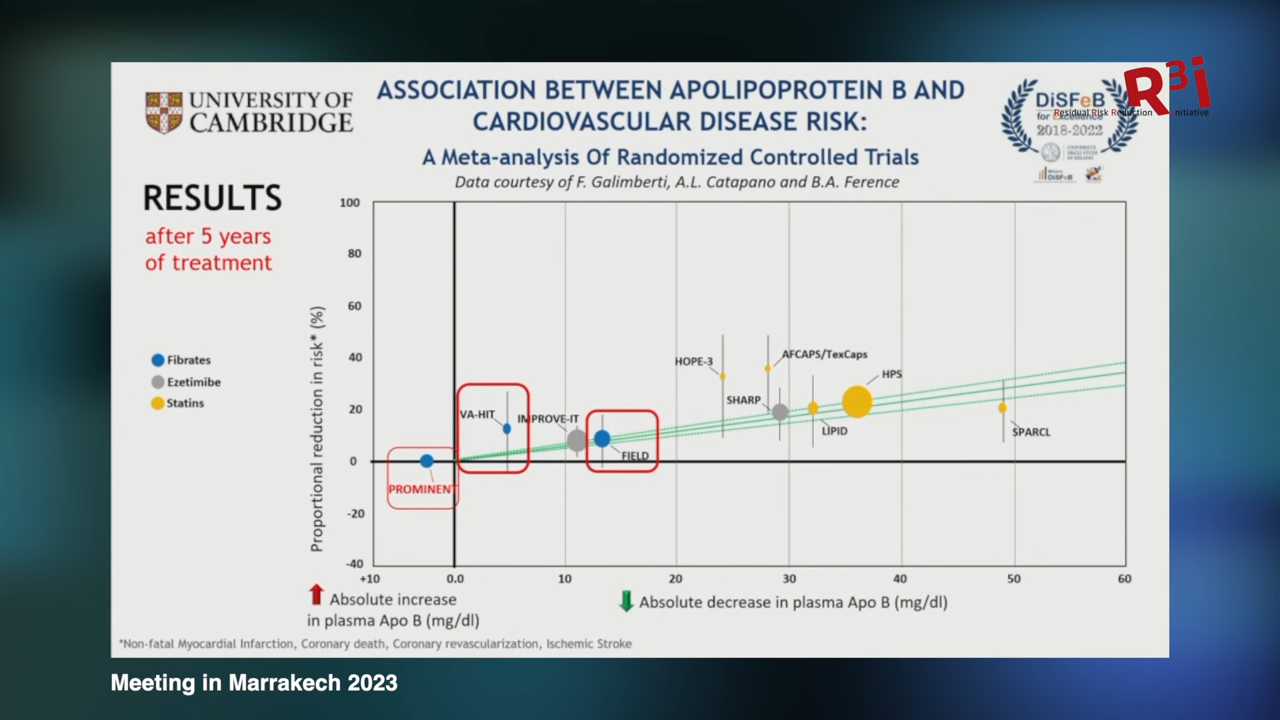 UNIVERSITY OF
CAMBRIDGE
ASSOCIATION BETWEEN APOLIPOPROTEIN B AND
CARDIOVASCULAR DISEASE RISK:
A Meta-analysis Of Randomized Controlled Trials
Data courtesy of F. Galimberti, A.L. Catapano and B.A. Ference
DiSFeB
for Excellence
2018-2022
R3i
Residual Risk Reduction Initiative
RESULTS
after 5 years
of treatment
Fibrates
Ezetimibe
Statins
Proportional reduction in risk* (%)
100
80
60
40
20
0
-20
-40
HOPE-3
AFCAPS/TexCaps
HPS
SHARP
LIPID
SPARCL
VA-HIT
IMPROVE-IT
FIELD
PROMINENT
+10
0.0
10
20
30
40
50
60
Absolute increase
in plasma Apo B (mg/dl)
Absolute decrease in plasma Apo B (mg/dl)
*Non-fatal Myocardial Infarction, Coronary death, Coronary revascularization, Ischemic Stroke
Meeting in Marrakech 2023